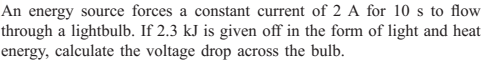 An energy source forces a constant current of 2 A for 10 s to flow
through a lightbulb. If 2.3 kJ is given off in the form of light and heat
energy, calculate the voltage drop across the bulb.